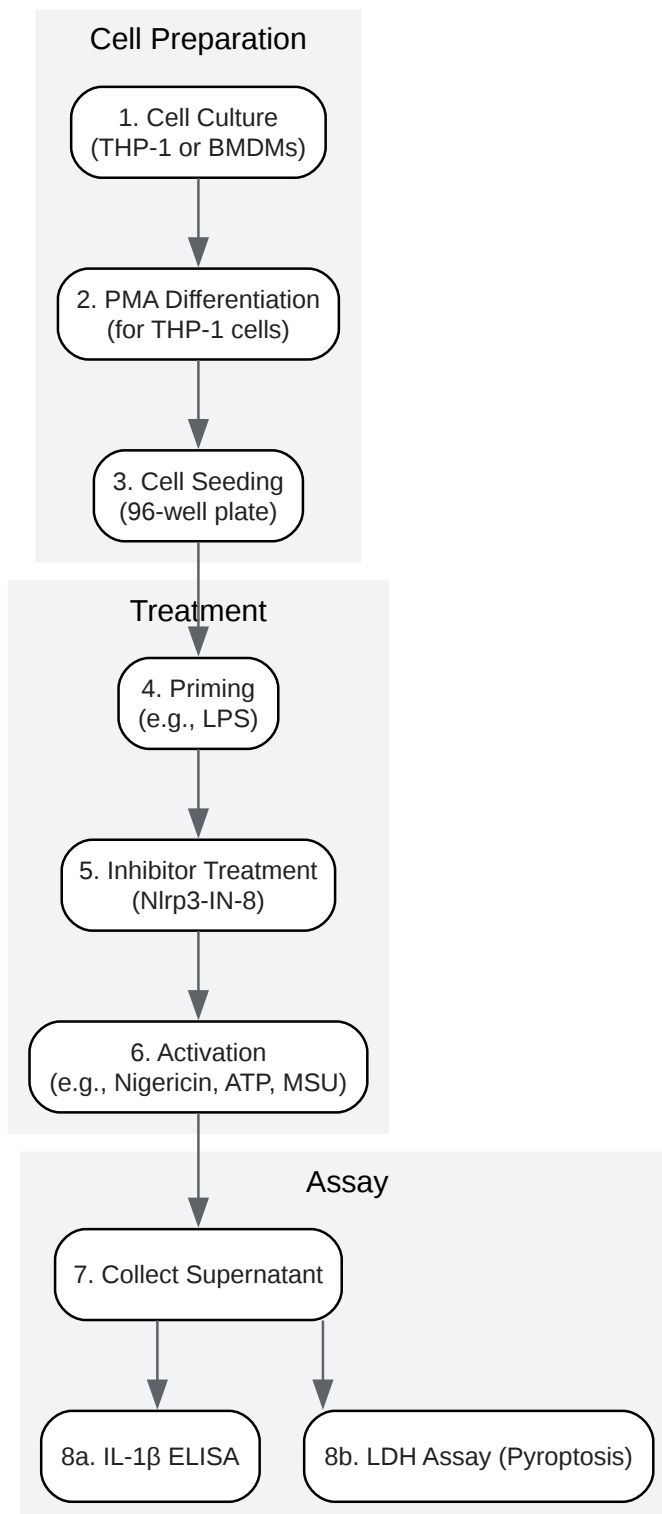 Cell Preparation
1. Cell Culture
(THP-1 or BMDMs)
2. PMA Differentiation
(for THP-1 cells)
3. Cell Seeding
(96-well plate)
Treatment
4. Priming
(e.g., LPS)
5. Inhibitor Treatment
(Nlrp3-IN-8)
6. Activation
(e.g., Nigericin, ATP, MSU)
Assay
7. Collect Supernatant
8a. IL-1β ELISA
8b. LDH Assay (Pyroptosis)